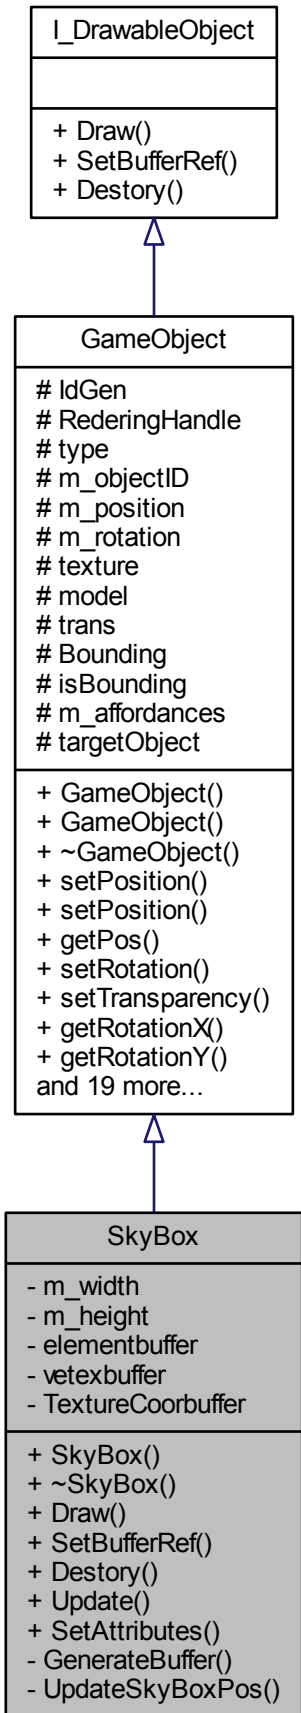 I_DrawableObject
+ Draw()
+ SetBufferRef()
+ Destory()
GameObject
# IdGen
# RederingHandle
# type
# m_objectID
# m_position
# m_rotation
# texture
# model
# trans
# Bounding
# isBounding
# m_affordances
# targetObject
+ GameObject()
+ GameObject()
+ ~GameObject()
+ setPosition()
+ setPosition()
+ getPos()
+ setRotation()
+ setTransparency()
+ getRotationX()
+ getRotationY()
and 19 more...
SkyBox
- m_width
- m_height
- elementbuffer
- vetexbuffer
- TextureCoorbuffer
+ SkyBox()
+ ~SkyBox()
+ Draw()
+ SetBufferRef()
+ Destory()
+ Update()
+ SetAttributes()
- GenerateBuffer()
- UpdateSkyBoxPos()